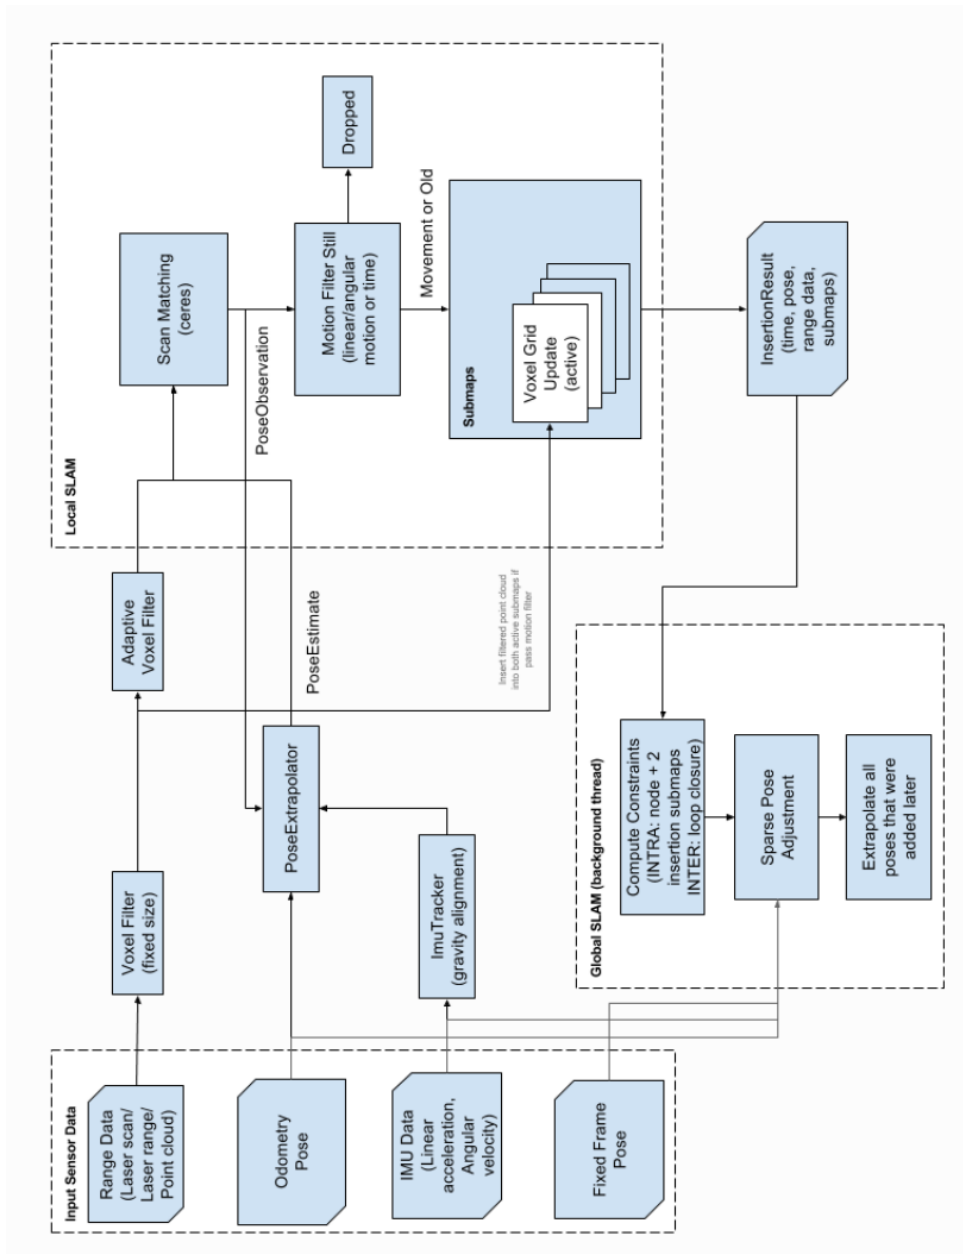 Input Sensor Data
Range Data
(Laser scan/
Laser range/
Point cloud)
Odometry
Pose
IMU Data
(Linear
acceleration,
Angular
velocity)
Fixed Frame
Pose
Voxel Filter
(fixed size)
Adaptive
Voxel Filter
PoseExtrapolator
PoseEstimate
ImuTracker
(gravity alignment)
Local SLAM
Scan Matching
(ceres)
PoseObservation
Motion Filter Still
(linear/angular
motion or time)
Dropped
Movement or Old
Submaps
Voxel Grid
Update
(active)
Insert filtered point cloud
into both active submaps if
pass motion filter
InsertionResult
(time, pose,
range data,
submaps)
Global SLAM (background thread)
Compute Constraints
(INTRA: node + 2
insertion submaps
INTER: loop closure)
Sparse Pose
Adjustment
Extrapolate all
poses that were
added later